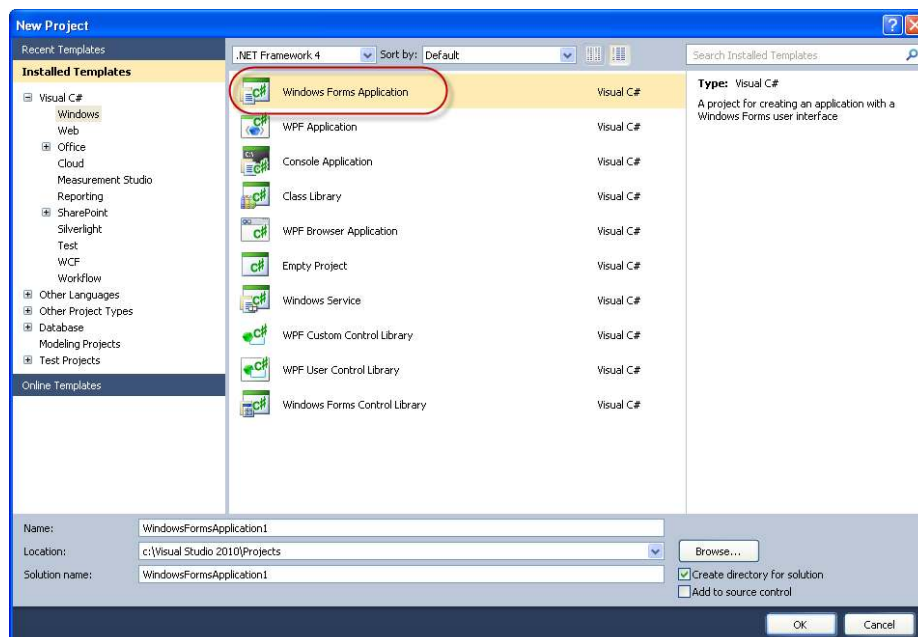 New Project
Recent Templates
Installed Templates
Visual C#
Windows
Web
Office
Cloud
Measurement Studio
Reporting
SharePoint
Silverlight
Test
WCF
Workflow
Other Languages
Other Project Types
Database
Modeling Projects
Test Projects
Online Templates
.NET Framework 4 Sort by: Default
Windows Forms Application Visual C#
WPF Application Visual C#
Console Application Visual C#
Class Library Visual C#
WPF Browser Application Visual C#
Empty Project Visual C#
Windows Service Visual C#
WPF Custom Control Library Visual C#
WPF User Control Library Visual C#
Windows Forms Control Library Visual C#
Search Installed Templates
Type: Visual C#
A project for creating an application with a
Windows Forms user interface
Name: WindowsFormsApplication1
Location: c:\Visual Studio 2010\Projects Browse...
Solution name: WindowsFormsApplication1 Create directory for solution
Add to source control
OK Cancel